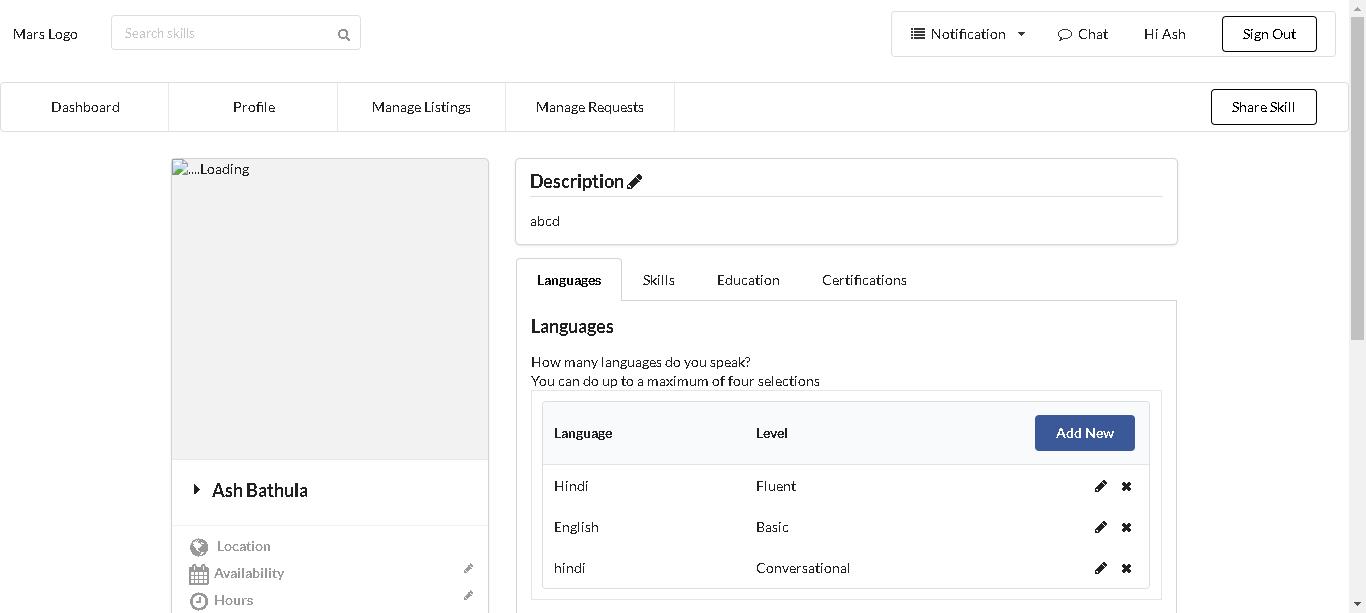 Mars Logo
Search skills
Notification
Chat
Hi Ash
Sign Out
Dashboard
Profile
Manage Listings
Manage Requests
Share Skill
....Loading
Ash Bathula
Location
Availability
Hours
Description
abcd
Languages
Skills
Education
Certifications
Languages
How many languages do you speak?
You can do up to a maximum of four selections
Language
Level
Add New
Hindi
Fluent
English
Basic
hindi
Conversational